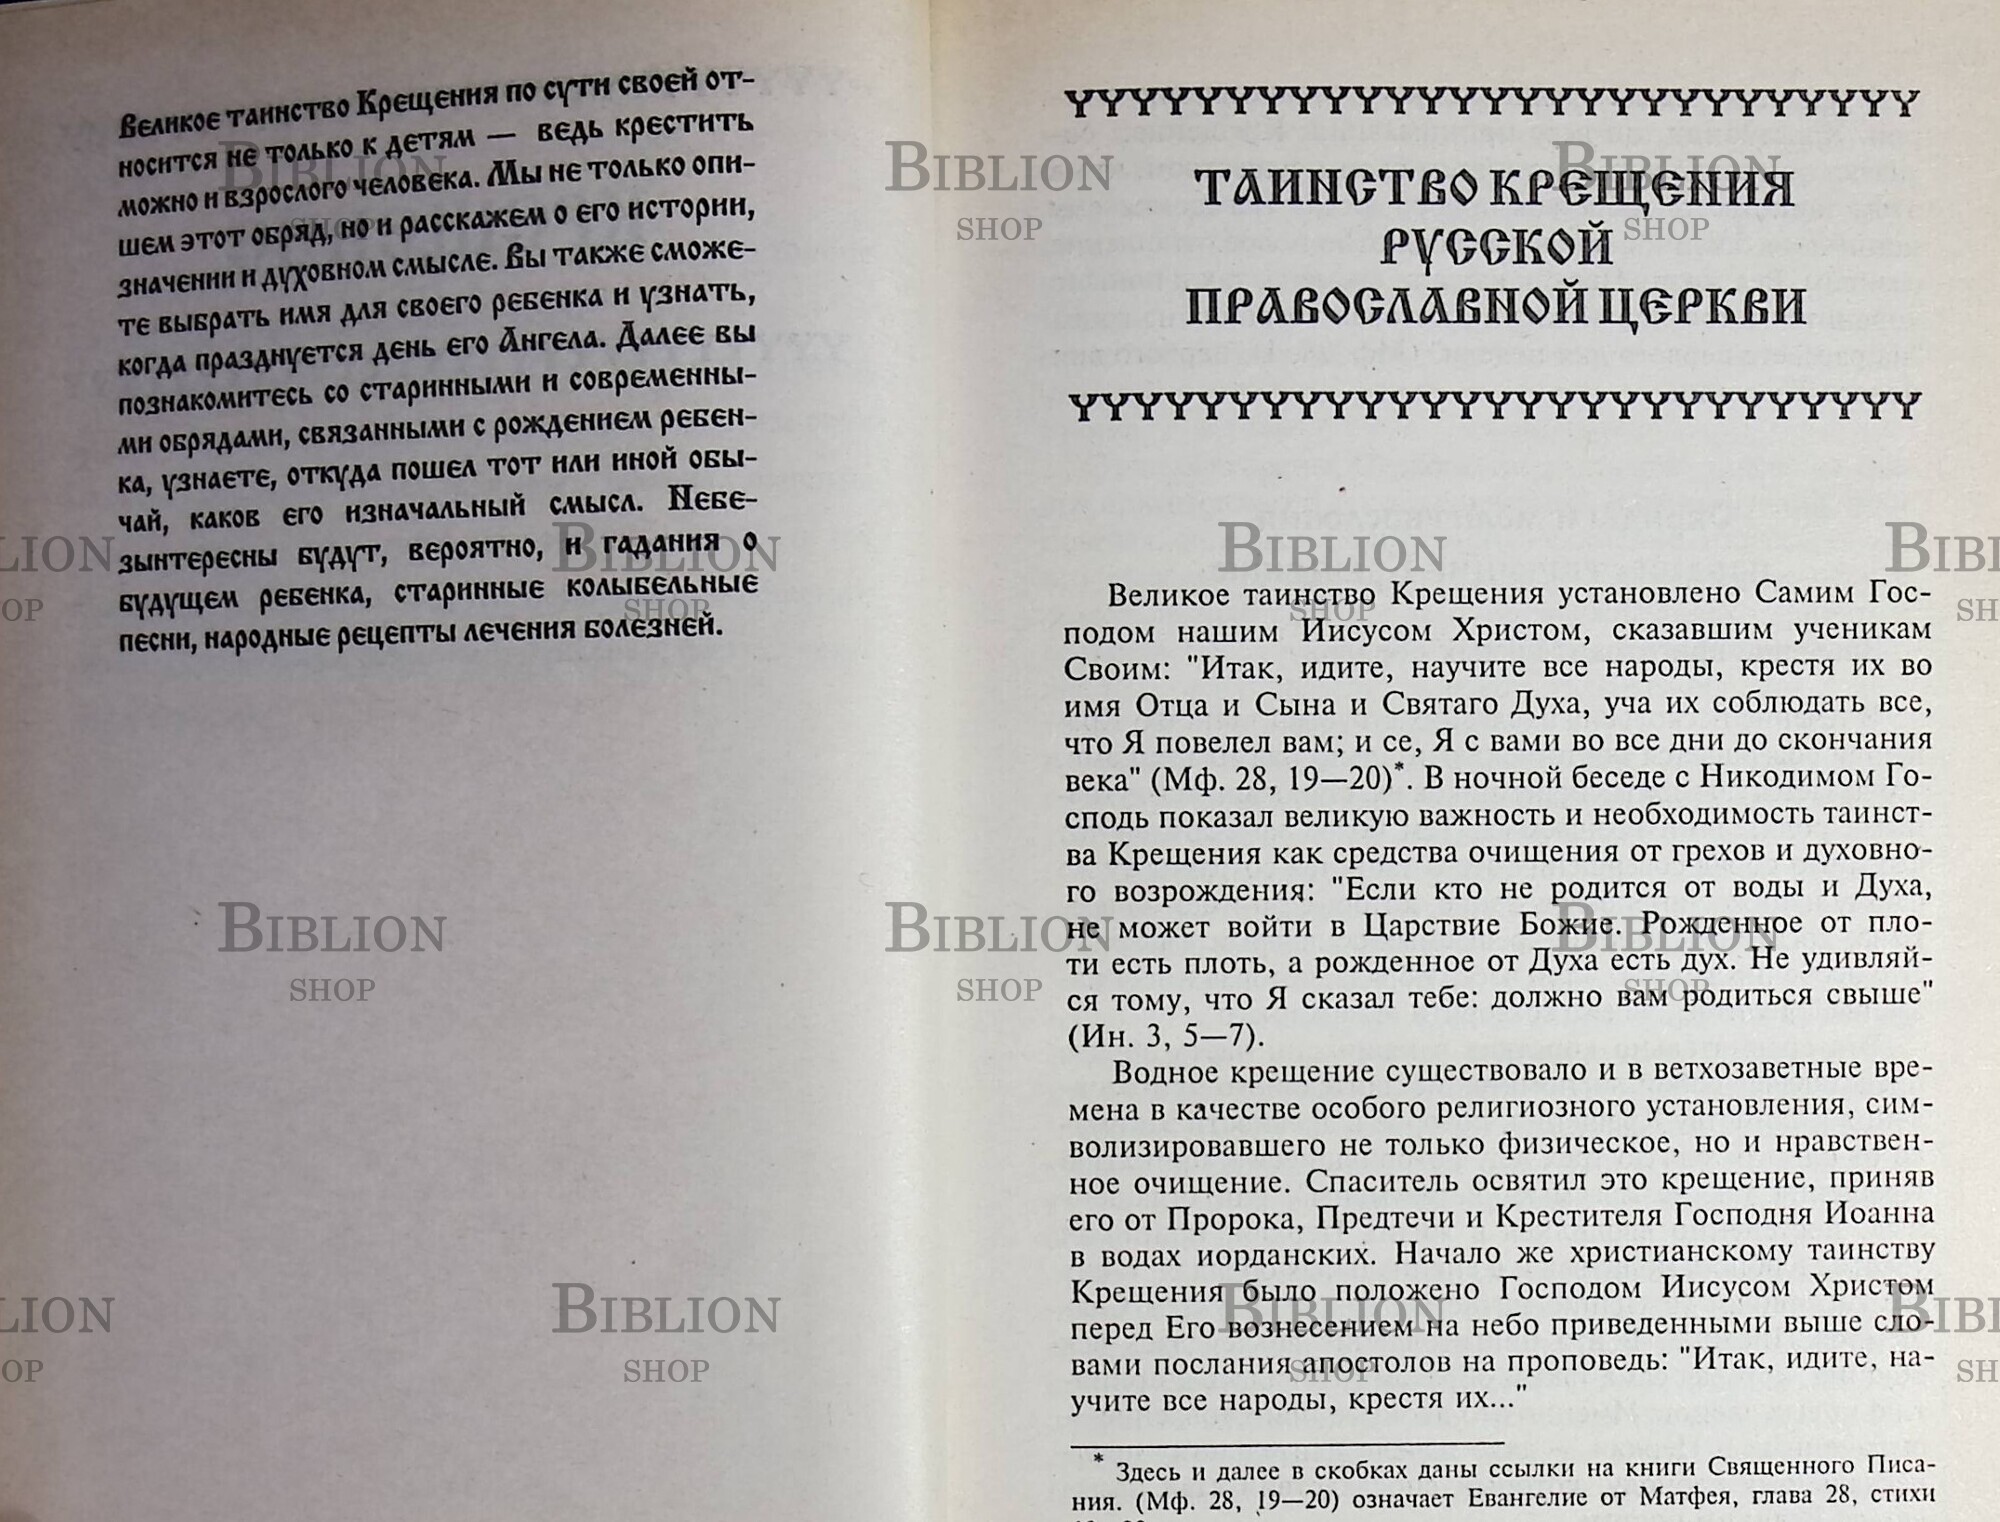 Великое таинство Крещения по сути своей от-
носится не только к детям — ведь крестить
можно и взрослого человека. Мы не только опи-
шем этот обряд, но и расскажем о его истории,
значении и духовном смысле. Вы также сможе-
те выбрать имя для своего ребенка и узнать,
когда празднуется день его Ангела. Далее вы
познакомитесь со старинными и современны-
ми обрядами, связанными с рождением ребен-
ка, узнаете, откуда пошел тот или иной обы-
чай, каков его изначальный смысл. Небе-
зынтересны будут, вероятно, и гадания о
будущем ребенка, старинные колыбельные
песни, народные рецепты лечения болезней.
ТАИНСТВО КРЕЩЕНИЯ
РУССКОЙ
ПРАВОСЛАВНОЙ ЦЕРКВИ
Великое таинство Крещения установлено Самим Гос-
подом нашим Иисусом Христом, сказавшим ученикам
Своим: "Итак, идите, научите все народы, крестя их во
имя Отца и Сына и Святаго Духа, уча их соблюдать все,
что Я повелел вам; и се, Я с вами во все дни до скончания
века" (Мф. 28, 19—20)*. В ночной беседе с Никодимом Го-
сподь показал великую важность и необходимость таинст-
ва Крещения как средства очищения от грехов и духовно-
го возрождения: "Если кто не родится от воды и Духа,
не может войти в Царствие Божие. Рожденное от пло-
ти есть плоть, а рожденное от Духа есть дух. Не удивляй-
ся тому, что Я сказал тебе: должно вам родиться свыше"
(Ин. 3, 5—7).
Водное крещение существовало и в ветхозаветные вре-
мена в качестве особого религиозного установления, сим-
волизировавшего не только физическое, но и нравствен-
ное очищение. Спаситель освятил это крещение, приняв
его от Пророка, Предтечи и Крестителя Господня Иоанна
в водах иорданских. Начало же христианскому таинству
Крещения было положено Господом Иисусом Христом
перед Его вознесением на небо приведенными выше сло-
вами послания апостолов на проповедь: "Итак, идите, на-
учите все народы, крестя их..."
* Здесь и далее в скобках даны ссылки на книги Священного Писа-
ния. (Мф. 28, 19—20) означает Евангелие от Матфея, глава 28, стихи
BIBLION
SHOP